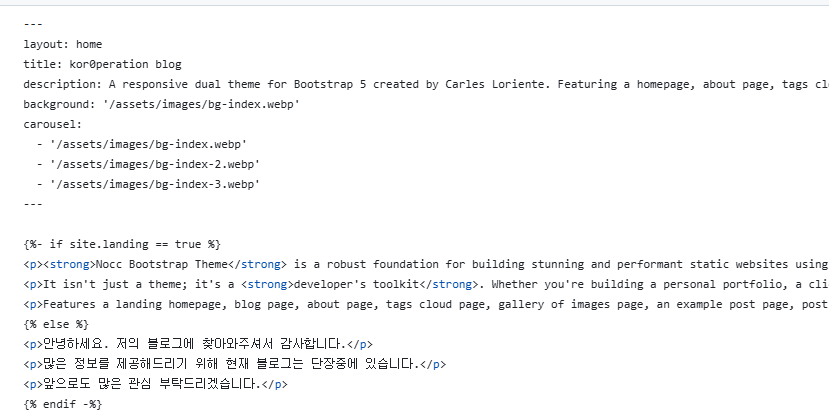 ---
layout: home
title: kor0peration blog
description: A responsive dual theme for Bootstrap 5 created by Carles Loriente. Featuring a homepage, about page, tags clo
background: '/assets/images/bg-index.webp'
carousel:
  - '/assets/images/bg-index.webp'
  - '/assets/images/bg-index-2.webp'
  - '/assets/images/bg-index-3.webp'
---

{%- if site.landing == true %}
<p><strong>Nocc Bootstrap Theme</strong> is a robust foundation for building stunning and performant static websites using
<p>It isn't just a theme; it's a <strong>developer's toolkit</strong>. Whether you're building a personal portfolio, a cli
<p>Features a landing homepage, blog page, about page, tags cloud page, gallery of images page, an example post page, post
{% else %}
<p>안녕하세요. 저의 블로그에 찾아와주셔서 감사합니다.</p>
<p>많은 정보를 제공해드리기 위해 현재 블로그는 단장중에 있습니다.</p>
<p>앞으로도 많은 관심 부탁드리겠습니다.</p>
{% endif -%}